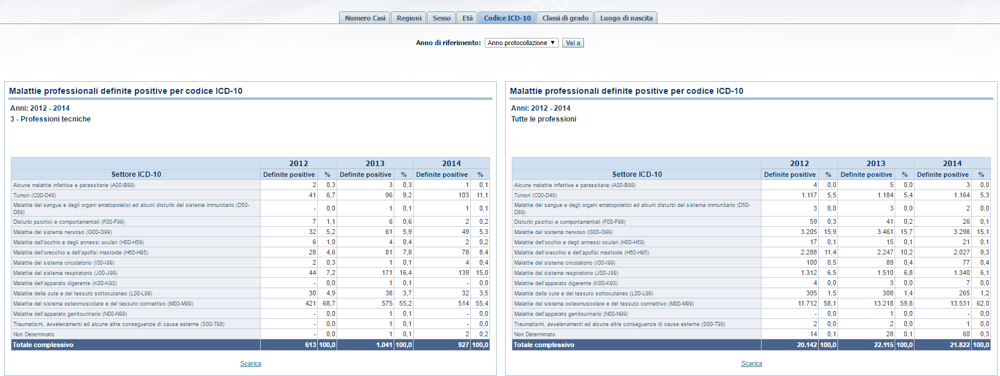 Numero Casi Regioni Sesso Età Codice ICD-10 Classi di grado Luogo di nascita
Anno di riferimento: Anno protocollazione ▼ Vai a
Malattie professionali definite positive per codice ICD-10
Anni: 2012 - 2014
3 - Professioni tecniche
2012 2013 2014
Settore ICD-10 Definite positive % Definite positive % Definite positive %
Alcune malattie infettive e parassitarie (A00-B99) 2 0,3 3 0,3 1 0,1
Tumori (C00-D48) 41 6,7 96 9,2 103 11,1
Malattie del sangue e degli organi ematopoietici ed alcuni disturbi del sistema immunitario (D50-
D89) - 0,0 1 0,1 1 0,1
Disturbi psichici e comportamentali (F00-F99) 7 1,1 6 0,6 2 0,2
Malattie del sistema nervoso (G00-G99) 32 5,2 61 5,9 49 5,3
Malattie dell'occhio e degli annessi oculari (H00-H59) 6 1,0 4 0,4 2 0,2
Malattie dell'orecchio e dell'apofisi mastoide (H60-H95) 28 4,6 81 7,8 78 8,4
Malattie del sistema circolatorio (I00-I99) 2 0,3 1 0,1 4 0,4
Malattie del sistema respiratorio (J00-J99) 44 7,2 171 16,4 139 15,0
Malattie dell'apparato digerente (K00-K93) - 0,0 1 0,1 - 0,0
Malattie della cute e del tessuto sottocutaneo (L00-L99) 30 4,9 38 3,7 32 3,5
Malattie del sistema osteomuscolare e del tessuto connettivo (M00-M99) 421 68,7 575 55,2 514 55,4
Malattie dell'apparato genitourinario (N00-N99) - 0,0 1 0,1 - 0,0
Traumatismi, avvelenamenti ed alcune altre conseguenze di cause esterne (S00-T98) - 0,0 1 0,1 - 0,0
Non Determinato - 0,0 1 0,1 2 0,2
Totale complessivo 613 100,0 1.041 100,0 927 100,0
Scarica
Malattie professionali definite positive per codice ICD-10
Anni: 2012 - 2014
Tutte le professioni
2012 2013 2014
Settore ICD-10 Definite positive % Definite positive % Definite positive %
Alcune malattie infettive e parassitarie (A00-B99) 4 0,0 5 0,0 3 0,0
Tumori (C00-D48) 1.117 5,5 1.184 5,4 1.164 5,3
Malattie del sangue e degli organi ematopoietici ed alcuni disturbi del sistema immunitario (D50-
D89) 3 0,0 3 0,0 2 0,0
Disturbi psichici e comportamentali (F00-F99) 59 0,3 41 0,2 26 0,1
Malattie del sistema nervoso (G00-G99) 3.205 15,9 3.461 15,7 3.298 15,1
Malattie dell'occhio e degli annessi oculari (H00-H59) 17 0,1 15 0,1 21 0,1
Malattie dell'orecchio e dell'apofisi mastoide (H60-H95) 2.288 11,4 2.247 10,2 2.027 9,3
Malattie del sistema circolatorio (I00-I99) 100 0,5 89 0,4 77 0,4
Malattie del sistema respiratorio (J00-J99) 1.312 6,5 1.510 6,8 1.340 6,1
Malattie dell'apparato digerente (K00-K93) 4 0,0 3 0,0 7 0,0
Malattie della cute e del tessuto sottocutaneo (L00-L99) 305 1,5 308 1,4 265 1,2
Malattie del sistema osteomuscolare e del tessuto connettivo (M00-M99) 11.712 58,1 13.218 59,8 13.531 62,0
Malattie dell'apparato genitourinario (N00-N99) - 0,0 1 0,0 - 0,0
Traumatismi, avvelenamenti ed alcune altre conseguenze di cause esterne (S00-T98) 2 0,0 2 0,0 1 0,0
Non Determinato 14 0,1 28 0,1 60 0,3
Totale complessivo 20.142 100,0 22.115 100,0 21.822 100,0
Scarica